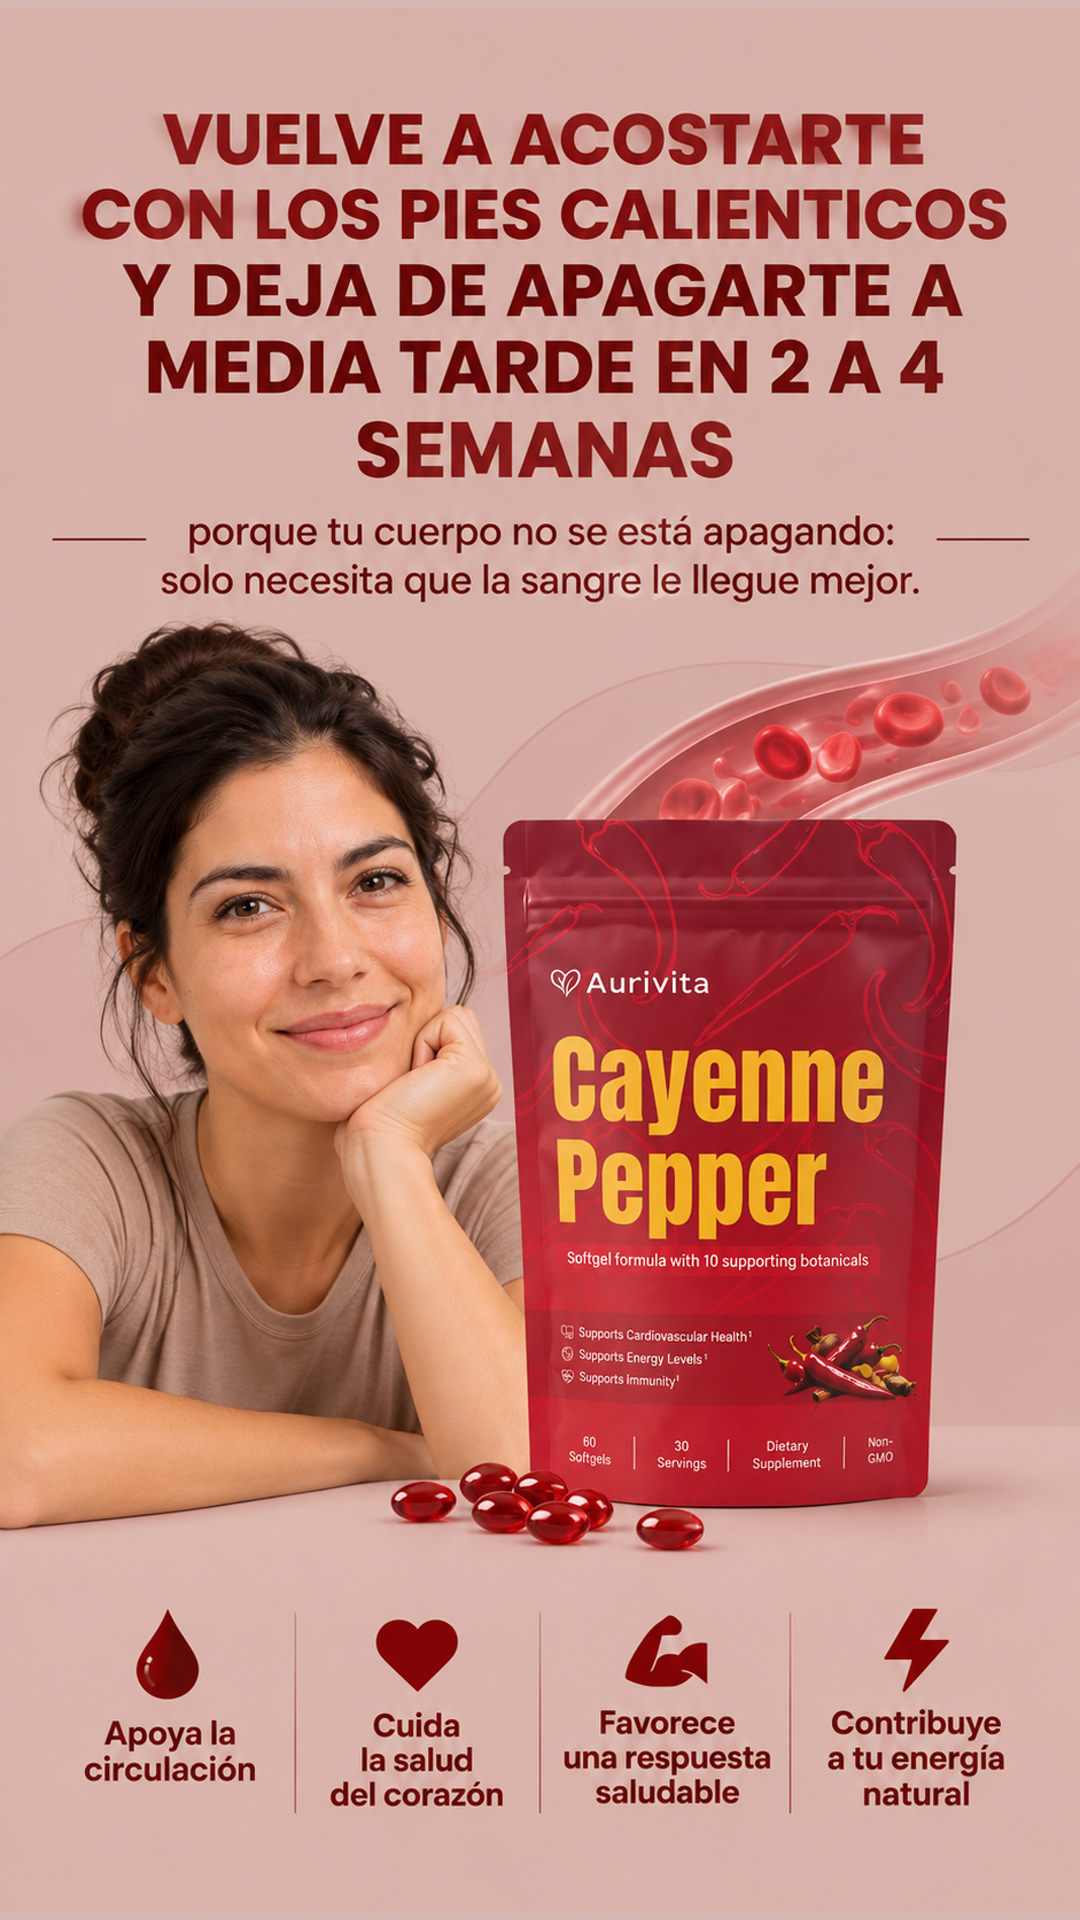 VUELVE A ACOSTARTE
CON LOS PIES CALIENTICOS
Y DEJA DE APAGARTE A
MEDIA TARDE EN 2 A 4
SEMANAS
porque tu cuerpo no se está apagando:
solo necesita que la sangre le llegue mejor.
Aurivita
Cayenne
Pepper
Softgel formula with 10 supporting botanicals
Supports Cardiovascular Health¹
Supports Energy Levels¹
Supports Immunity¹
60
Softgels
30
Servings
Dietary
Supplement
Non-
GMO
Apoya la
circulación
Cuida
la salud
del corazón
Favorece
una respuesta
saludable
Contribuye
a tu energía
natural